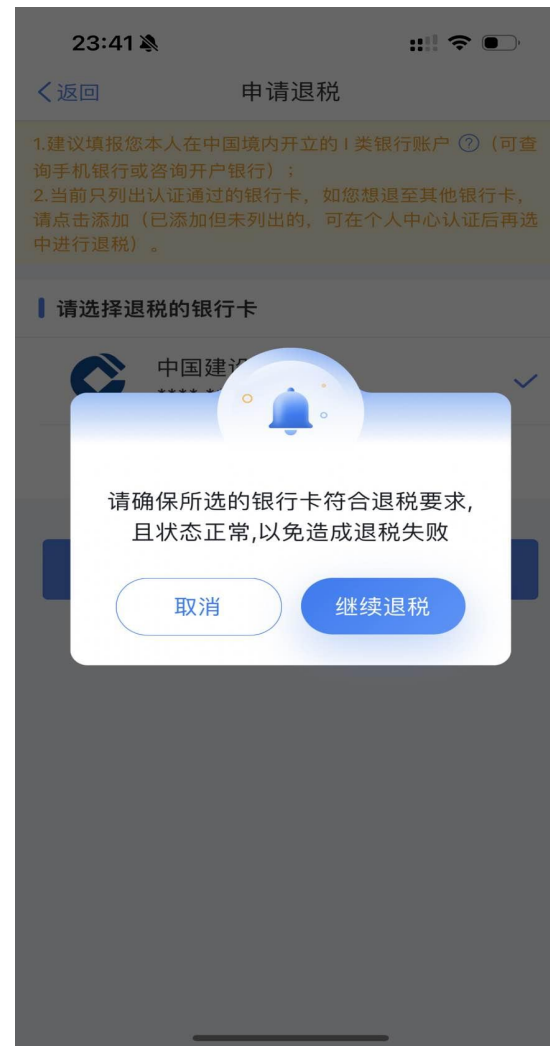 23:41
返回
申请退税
1.建议填报您本人在中国境内开立的 I 类银行账户 ?（可查
询手机银行或咨询开户银行）；
2.当前只列出认证通过的银行卡，如您想退至其他银行卡，
请点击添加（已添加但未列出的，可在个人中心认证后再选
中进行退税）。
请选择退税的银行卡
中国建设
**** *
请确保所选的银行卡符合退税要求,
且状态正常,以免造成退税失败
取消
继续退税